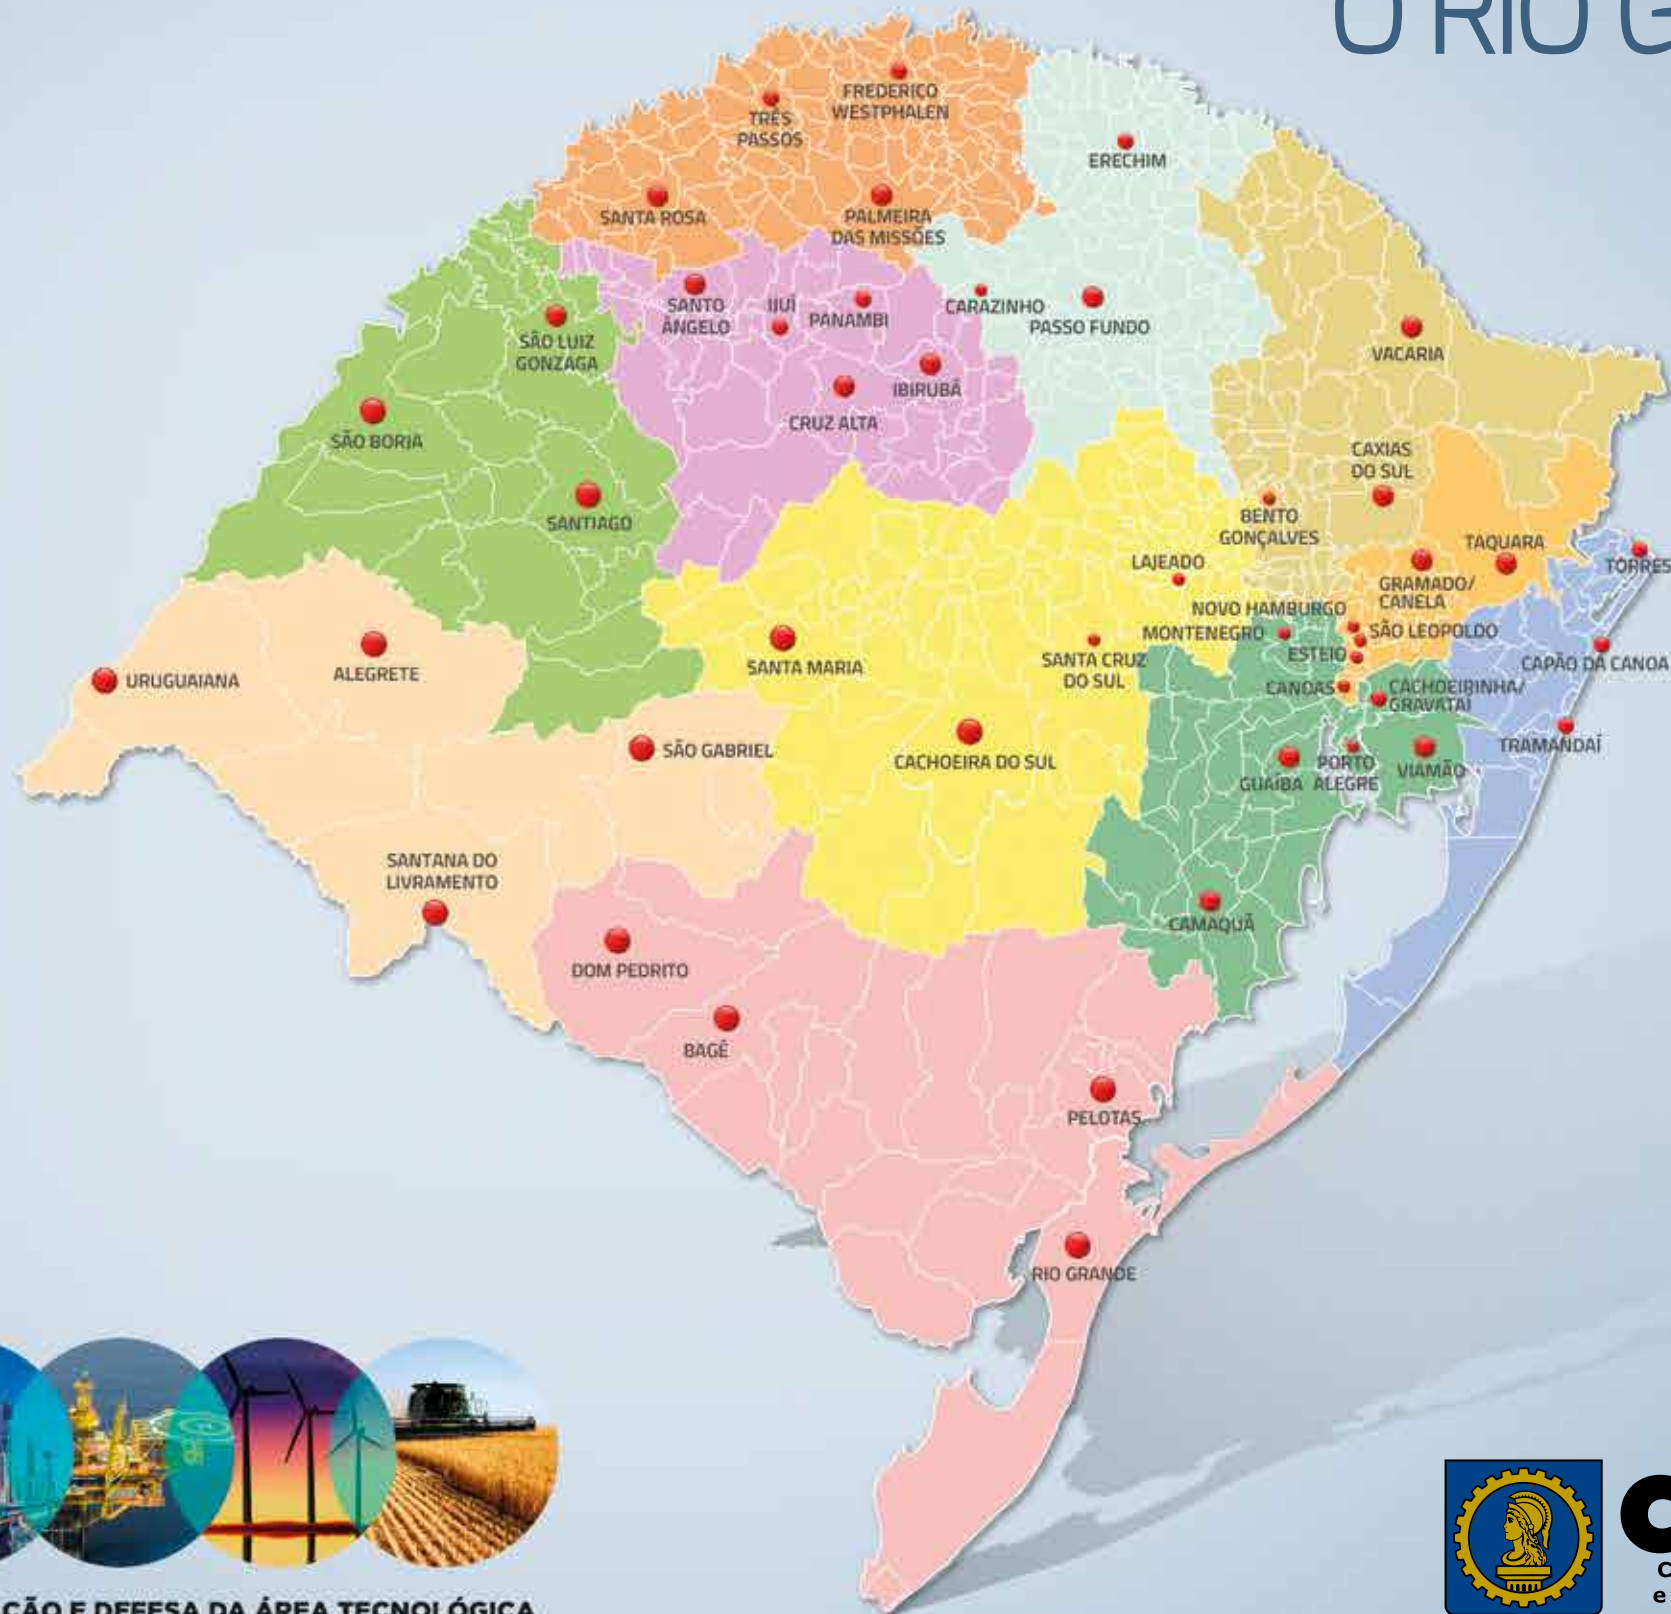 O RIO G
FREDERICO
WESTPHALEN
TRÊS
PASSOS
ERECHIM
SANTA ROSA
PALMEIRA
DAS MISSÕES
SANTO
ÂNGELO
IJUÍ
PANAMBI
CARAZINHO
PASSO FUNDO
SÃO LUIZ
GONZAGA
VACARIA
IBIRUBÁ
CRUZ ALTA
SÃO BORJA
CAXIAS
DO SUL
SANTIAGO
BENTO
GONÇALVES
TAQUARA
TORRES
LAJEADO
GRAMADO/
CANELA
NOVO HAMBURGO
MONTENEGRO
SÃO LEOPOLDO
ESTEIO
CAPÃO DA CANOA
SANTA MARIA
SANTA CRUZ
DO SUL
ALEGRETE
URUGUAIANA
CANOAS
CACHOEIRINHA/
GRAVATAÍ
SÃO GABRIEL
CACHOEIRA DO SUL
TRAMANDAÍ
GUAÍBA
PORTO
ALEGRE
VIAMÃO
SANTANA DO
LIVRAMENTO
CAMAQUÃ
DOM PEDRITO
BAGÉ
PELOTAS
RIO GRANDE
ÇÃO E DEFESA DA ÁREA TECNOLÓGICA
C
e